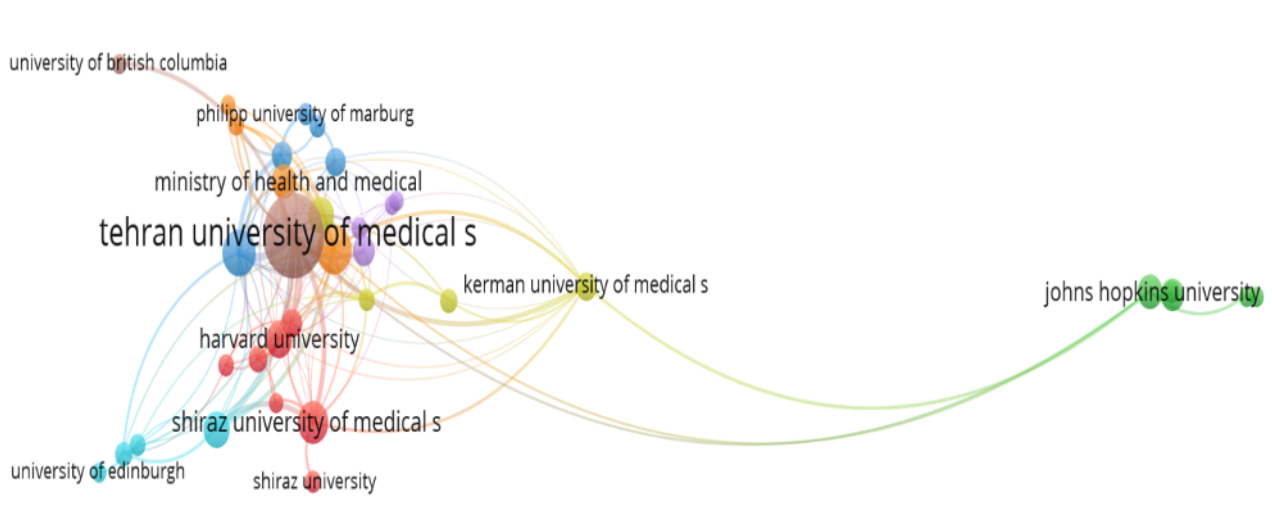 university of british columbia
philipp university of marburg
ministry of health and medical
tehran university of medical s
kerman university of medical s
johns hopkins university
harvard university
shiraz university of medical s
university of edinburgh
shiraz university